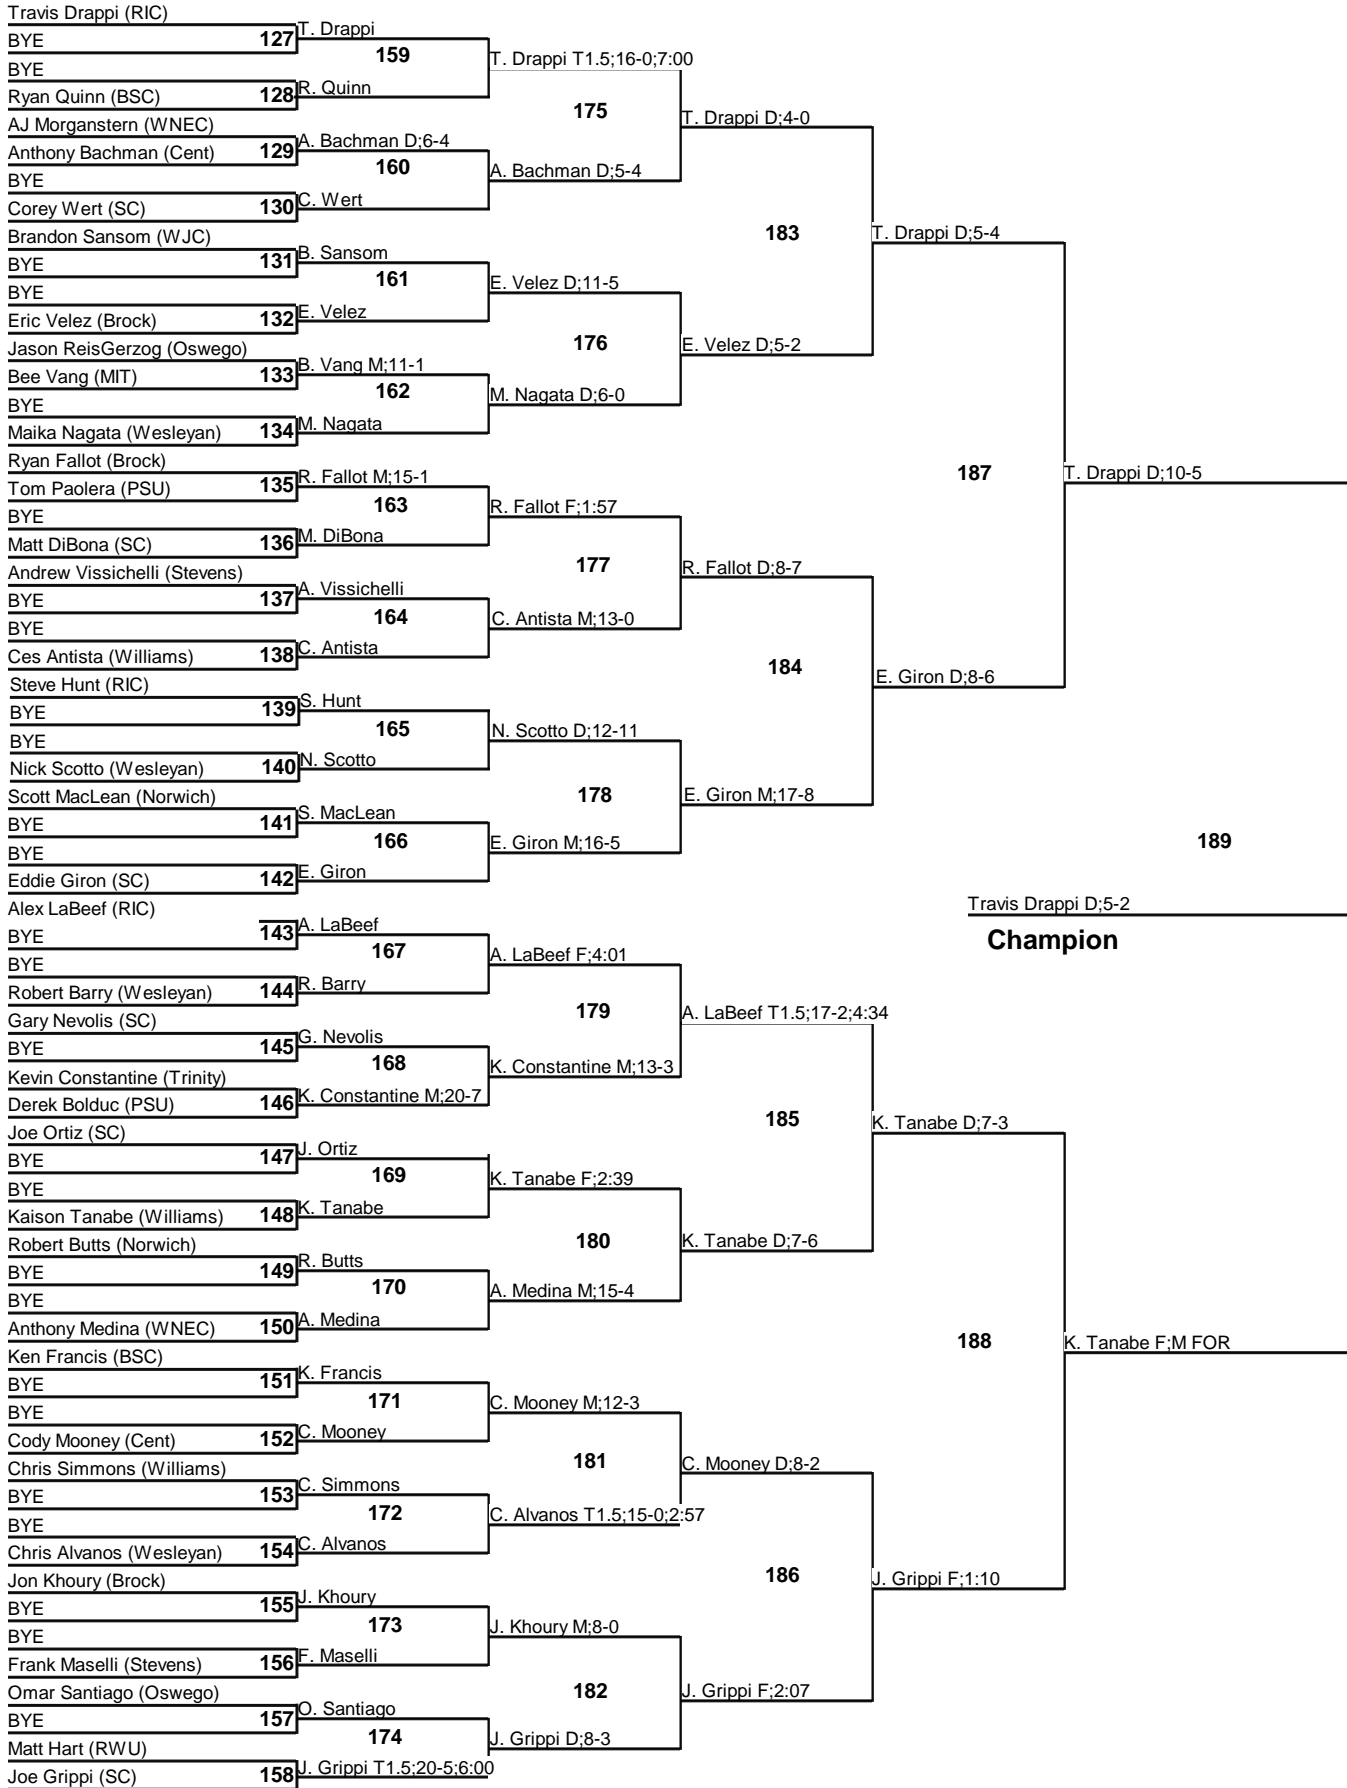 Travis Drappi (RIC)
BYE
127
BYE
Ryan Quinn (BSC)
128
AJ Morganstern (WNEC)
Anthony Bachman (Cent)
129
BYE
Corey Wert (SC)
130
Brandon Sansom (WJC)
BYE
131
BYE
Eric Velez (Brock)
132
Jason ReisGerzog (Oswego)
Bee Vang (MIT)
133
BYE
Maika Nagata (Wesleyan)
134
Ryan Fallot (Brock)
Tom Paolera (PSU)
135
BYE
Matt DiBona (SC)
136
Andrew Vissichelli (Stevens)
BYE
137
BYE
Ces Antista (Williams)
138
Steve Hunt (RIC)
BYE
139
BYE
Nick Scotto (Wesleyan)
140
Scott MacLean (Norwich)
BYE
141
BYE
Eddie Giron (SC)
142
Alex LaBeef (RIC)
BYE
143
BYE
Robert Barry (Wesleyan)
144
Gary Nevolis (SC)
BYE
145
Kevin Constantine (Trinity)
Derek Bolduc (PSU)
146
Joe Ortiz (SC)
BYE
147
BYE
Kaison Tanabe (Williams)
148
Robert Butts (Norwich)
BYE
149
BYE
Anthony Medina (WNEC)
150
Ken Francis (BSC)
BYE
151
BYE
Cody Mooney (Cent)
152
Chris Simmons (Williams)
BYE
153
BYE
Chris Alvanos (Wesleyan)
154
Jon Khoury (Brock)
BYE
155
BYE
Frank Maselli (Stevens)
156
Omar Santiago (Oswego)
BYE
157
Matt Hart (RWU)
Joe Grippi (SC)
158
T. Drappi
159
R. Quinn
A. Bachman D;6-4
160
C. Wert
B. Sansom
161
E. Velez
B. Vang M;11-1
162
M. Nagata
R. Fallot M;15-1
163
M. DiBona
A. Vissichelli
164
C. Antista
S. Hunt
165
N. Scotto
S. MacLean
166
E. Giron
A. LaBeef
167
R. Barry
G. Nevolis
168
K. Constantine M;20-7
J. Ortiz
169
K. Tanabe
R. Butts
170
A. Medina
K. Francis
171
C. Mooney
C. Simmons
172
C. Alvanos
J. Khoury
173
F. Maselli
O. Santiago
174
J. Grippi T1.5;20-5;6:00
T. Drappi T1.5;16-0;7:00
175
A. Bachman D;5-4
E. Velez D;11-5
176
M. Nagata D;6-0
R. Fallot F;1:57
177
C. Antista M;13-0
N. Scotto D;12-11
178
E. Giron M;16-5
A. LaBeef F;4:01
179
K. Constantine M;13-3
K. Tanabe F;2:39
180
A. Medina M;15-4
C. Mooney M;12-3
181
C. Alvanos T1.5;15-0;2:57
J. Khoury M;8-0
182
J. Grippi D;8-3
T. Drappi D;4-0
183
E. Velez D;5-2
R. Fallot D;8-7
184
E. Giron M;17-8
A. LaBeef T1.5;17-2;4:34
185
K. Tanabe D;7-6
C. Mooney D;8-2
186
J. Grippi F;2:07
T. Drappi D;5-4
187
E. Giron D;8-6
K. Tanabe D;7-3
188
J. Grippi F;1:10
T. Drappi D;10-5
189
K. Tanabe F;M FOR
Travis Drappi D;5-2
Champion